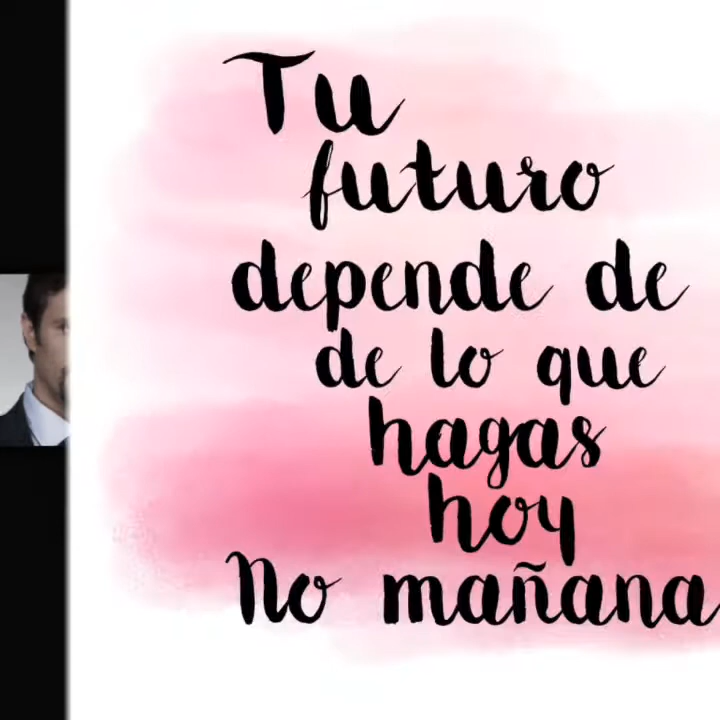 Tu
futuro
depende de
de lo que
hagas
hoy
No mañana